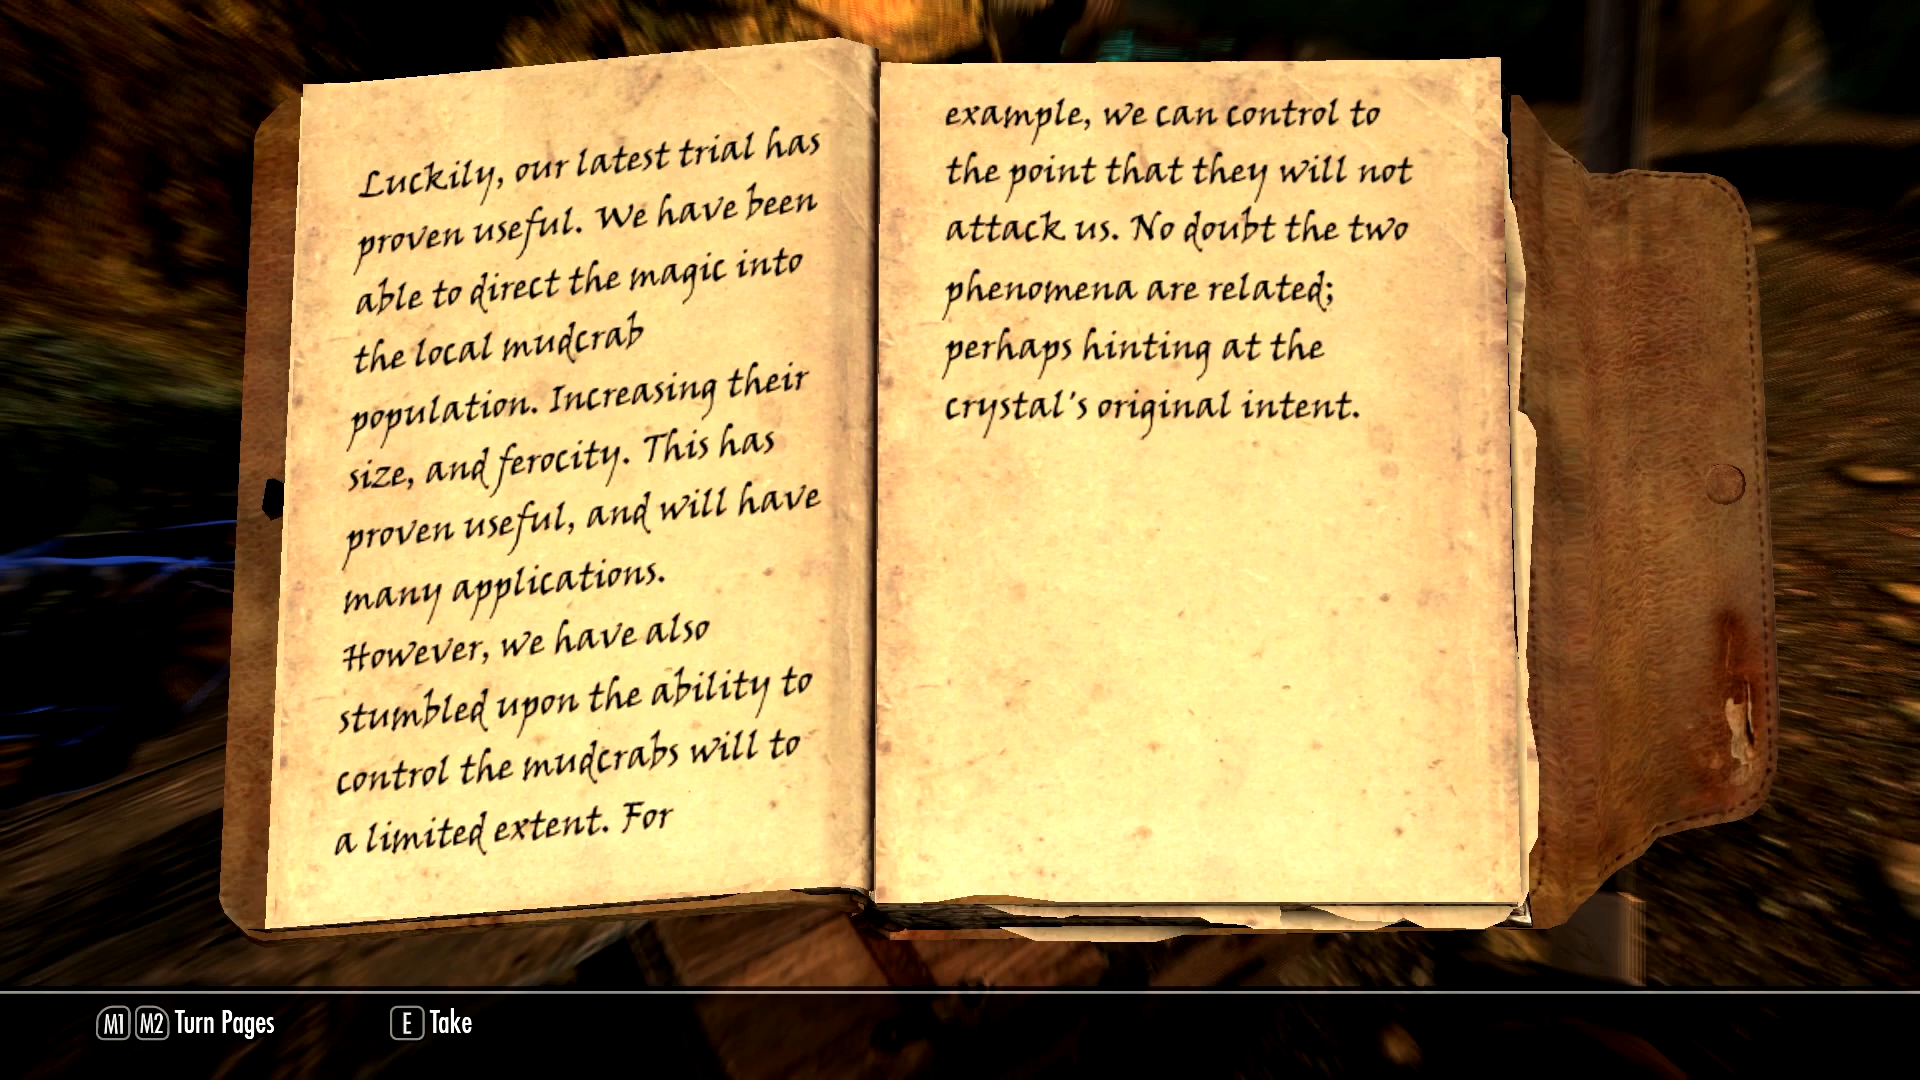 Luckily, our latest trial has
proven useful. We have been
able to direct the magic into
the local mudcrab
population. Increasing their
size, and ferocity. This has
proven useful, and will have
many applications.
However, we have also
stumbled upon the ability to
control the mudcrabs will to
a limited extent. For
example, we can control to
the point that they will not
attack us. No doubt the two
phenomena are related;
perhaps hinting at the
crystal's original intent.
M1 M2 Turn Pages
E Take